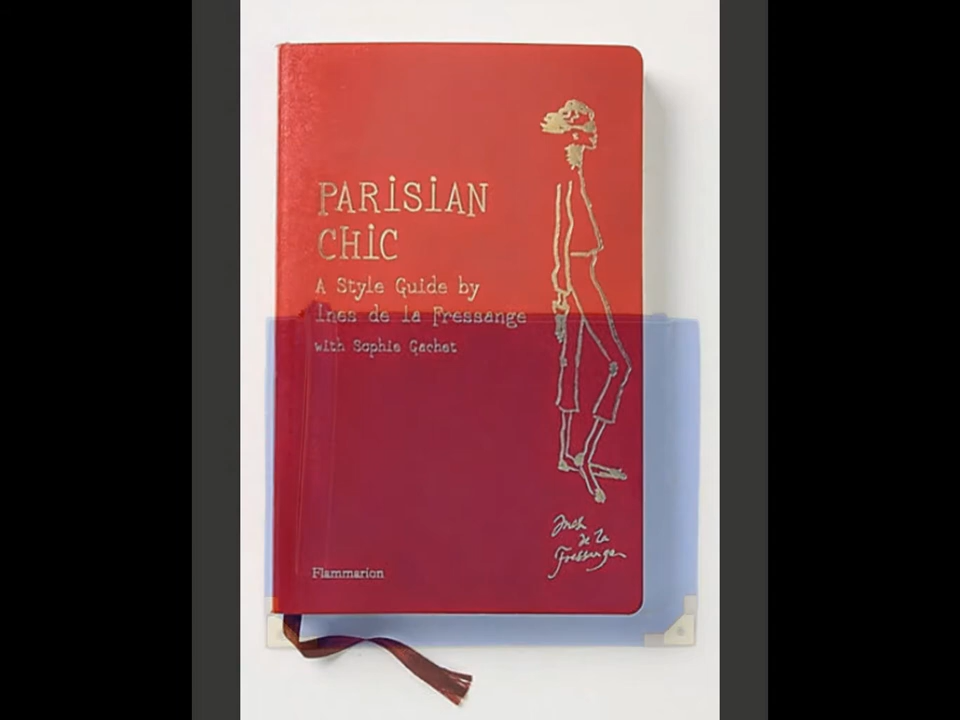 PARiSiAN
CHiC
A Style Guide by
Ines de la Fressange
with Sophie Gachet
Ines
de la
Fressange
Flammarion